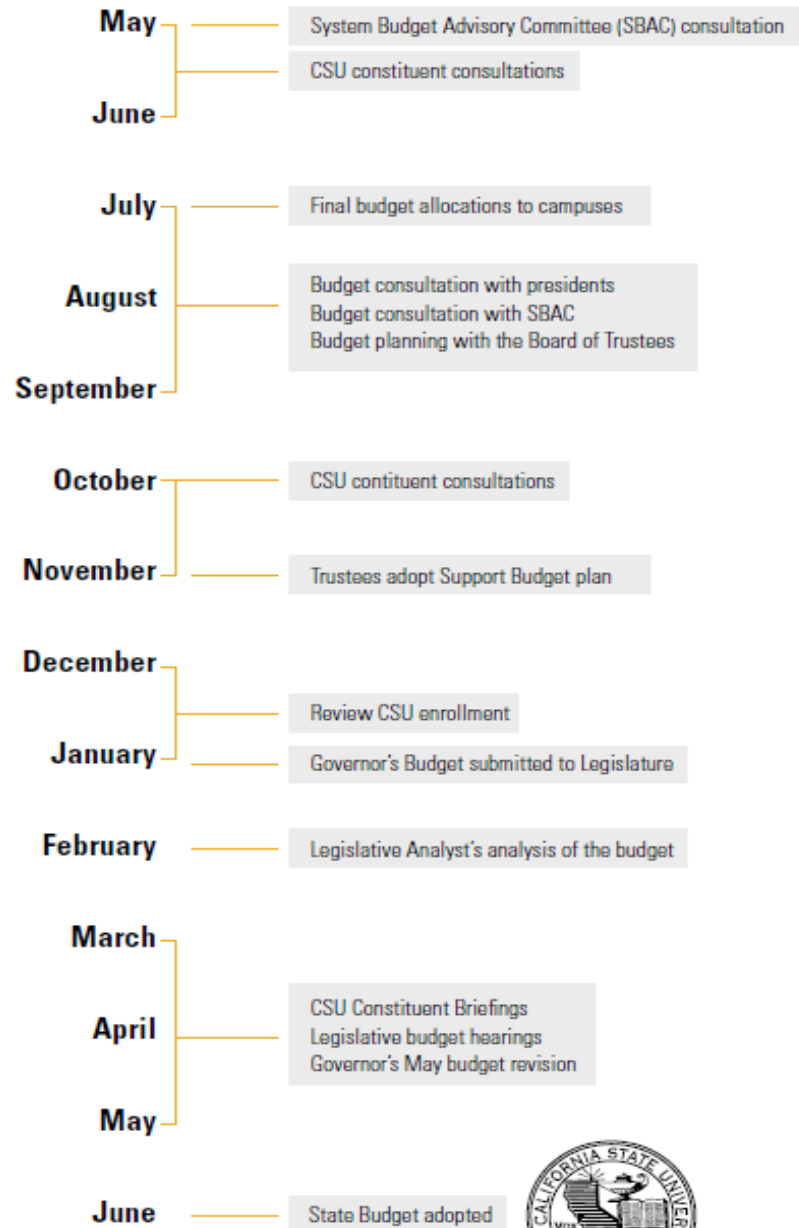 May
System Budget Advisory Committee (SBAC) consultation
CSU constituent consultations
June
July
Final budget allocations to campuses
August
Budget consultation with presidents
Budget consultation with SBAC
Budget planning with the Board of Trustees
September
October
CSU contituent consultations
November
Trustees adopt Support Budget plan
December
Review CSU enrollment
January
Governor's Budget submitted to Legislature
February
Legislative Analyst's analysis of the budget
March
CSU Constituent Briefings
April
Legislative budget hearings
Governor's May budget revision
May
June
State Budget adopted
CALIFORNIA STATE